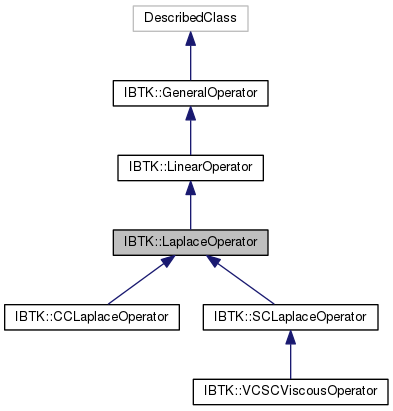 DescribedClass
IBTK::GeneralOperator
IBTK::LinearOperator
IBTK::LaplaceOperator
IBTK::CCLaplaceOperator
IBTK::SCLaplaceOperator
IBTK::VCSCViscousOperator